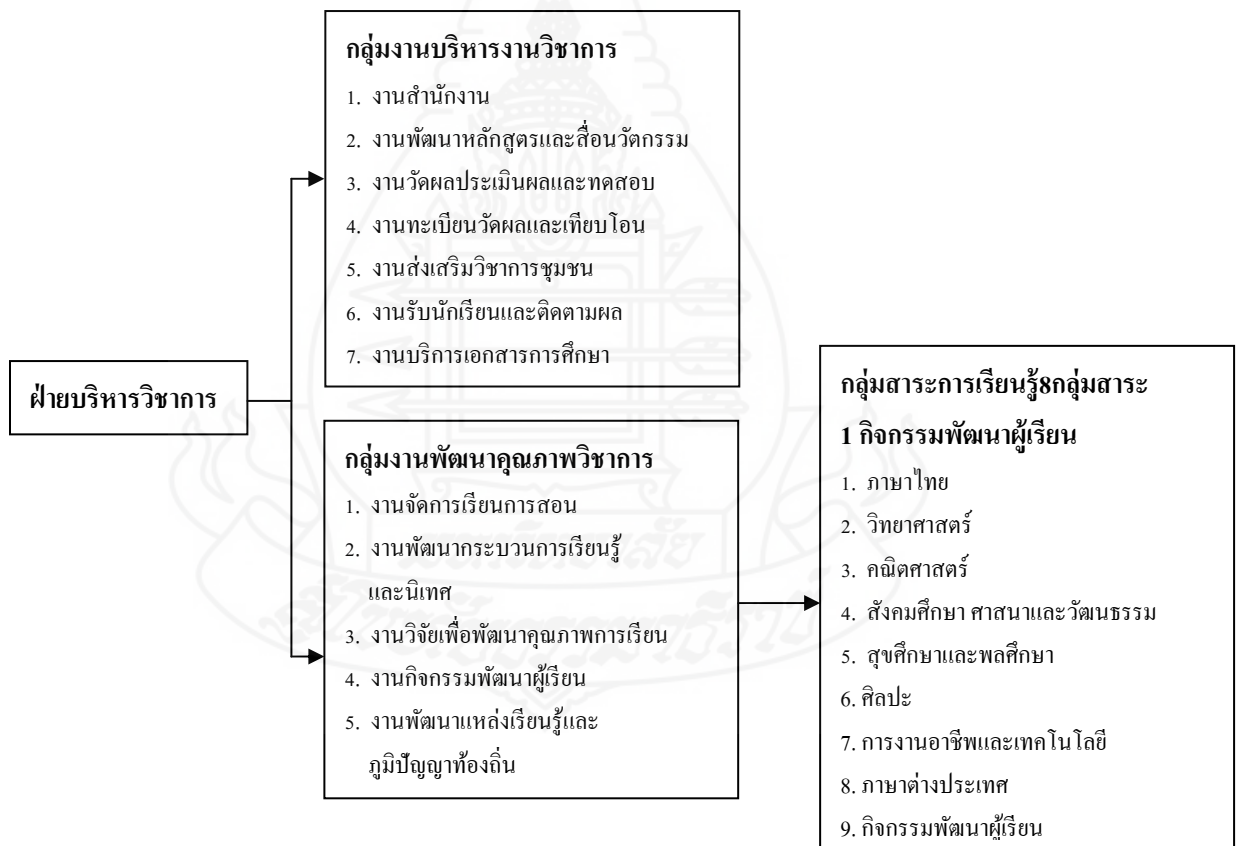 กลุ่มงานบริหารงานวิชาการ
1. งานสำนักงาน
2. งานพัฒนาหลักสูตรและสื่อนวัตกรรม
3. งานวัดผลประเมินผลและทดสอบ
4. งานทะเบียนวัดผลและเทียบโอน
5. งานส่งเสริมวิชาการชุมชน
6. งานรับนักเรียนและติดตามผล
7. งานบริการเอกสารการศึกษา
ฝ่ายบริหารวิชาการ
กลุ่มงานพัฒนาคุณภาพวิชาการ
1. งานจัดการเรียนการสอน
2. งานพัฒนากระบวนการเรียนรู้
และนิเทศ
3. งานวิจัยเพื่อพัฒนาคุณภาพการเรียน
4. งานกิจกรรมพัฒนาผู้เรียน
5. งานพัฒนาแหล่งเรียนรู้และ
ภูมิปัญญาท้องถิ่น
กลุ่มสาระการเรียนรู้8กลุ่มสาระ
1 กิจกรรมพัฒนาผู้เรียน
1. ภาษาไทย
2. วิทยาศาสตร์
3. คณิตศาสตร์
4. สังคมศึกษา ศาสนาและวัฒนธรรม
5. สุขศึกษาและพลศึกษา
6. ศิลปะ
7. การงานอาชีพและเทคโนโลยี
8. ภาษาต่างประเทศ
9. กิจกรรมพัฒนาผู้เรียน